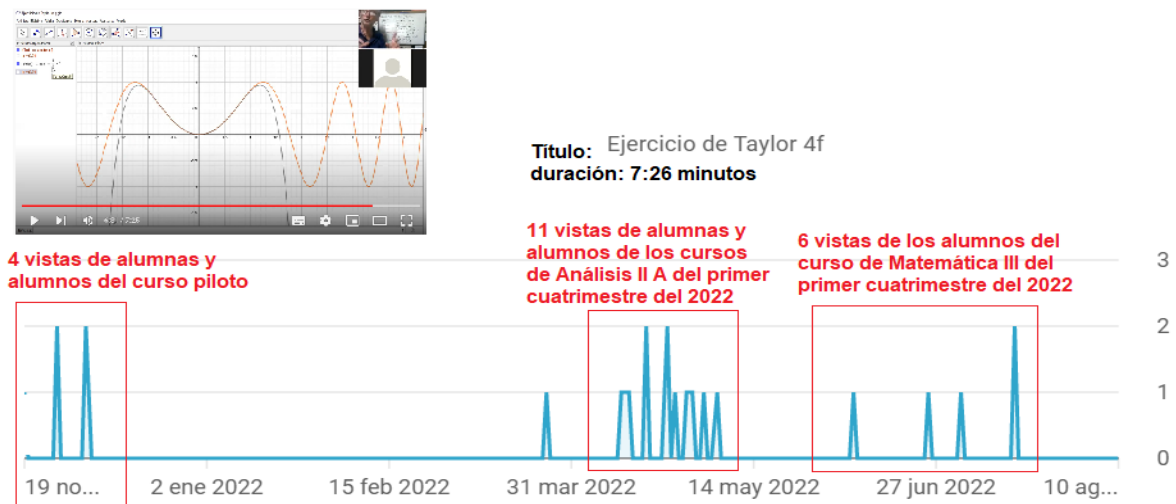 Título: Ejercicio de Taylor 4f
duración: 7:26 minutos
4 vistas de alumnas y
alumnos del curso piloto
11 vistas de alumnas y
alumnos de los cursos
de Análisis II A del primer
cuatrimestre del 2022
6 vistas de los alumnos del
curso de Matemática III del
primer cuatrimestre del 2022
3
2
1
0
19 no...
2 ene 2022
15 feb 2022
31 mar 2022
14 may 2022
27 jun 2022
10 ag...